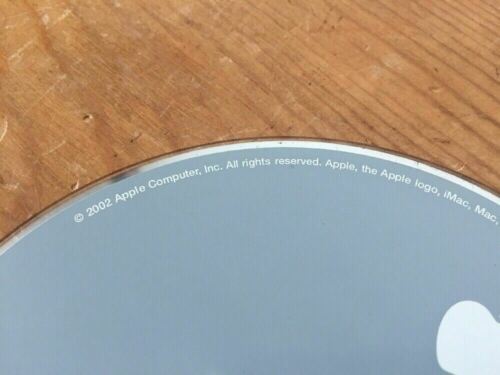 © 2002 Apple Computer, Inc. All rights reserved. Apple, the Apple logo, iMac, Mac,